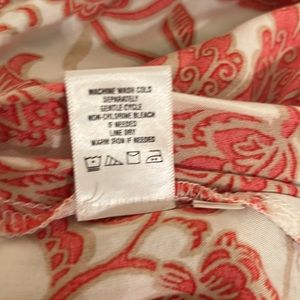 MACHINE WASH COLD
SEPARATELY
GENTLE CYCLE
NON-CHLORINE BLEACH
IF NEEDED
LINE DRY
WARM IRON IF NEEDED